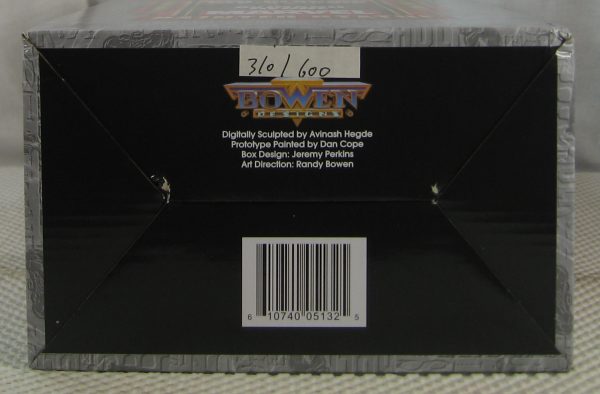 310/600
BOWEN
DESIGNS
Digitally Sculpted by Avinash Hegde
Prototype Painted by Dan Cope
Box Design: Jeremy Perkins
Art Direction: Randy Bowen
6 10740 05132 5